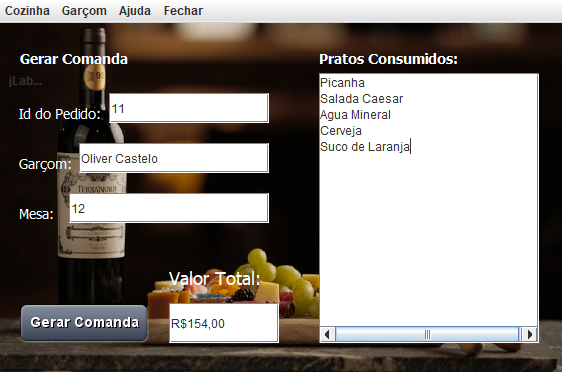 Cozinha Garçom Ajuda Fechar
Gerar Comanda
jLab...
Id do Pedido: 11
Garçom: Oliver Castelo
Mesa: 12
Valor Total:
Gerar Comanda
R$154,00
Pratos Consumidos:
Picanha
Salada Caesar
Agua Mineral
Cerveja
Suco de Laranja